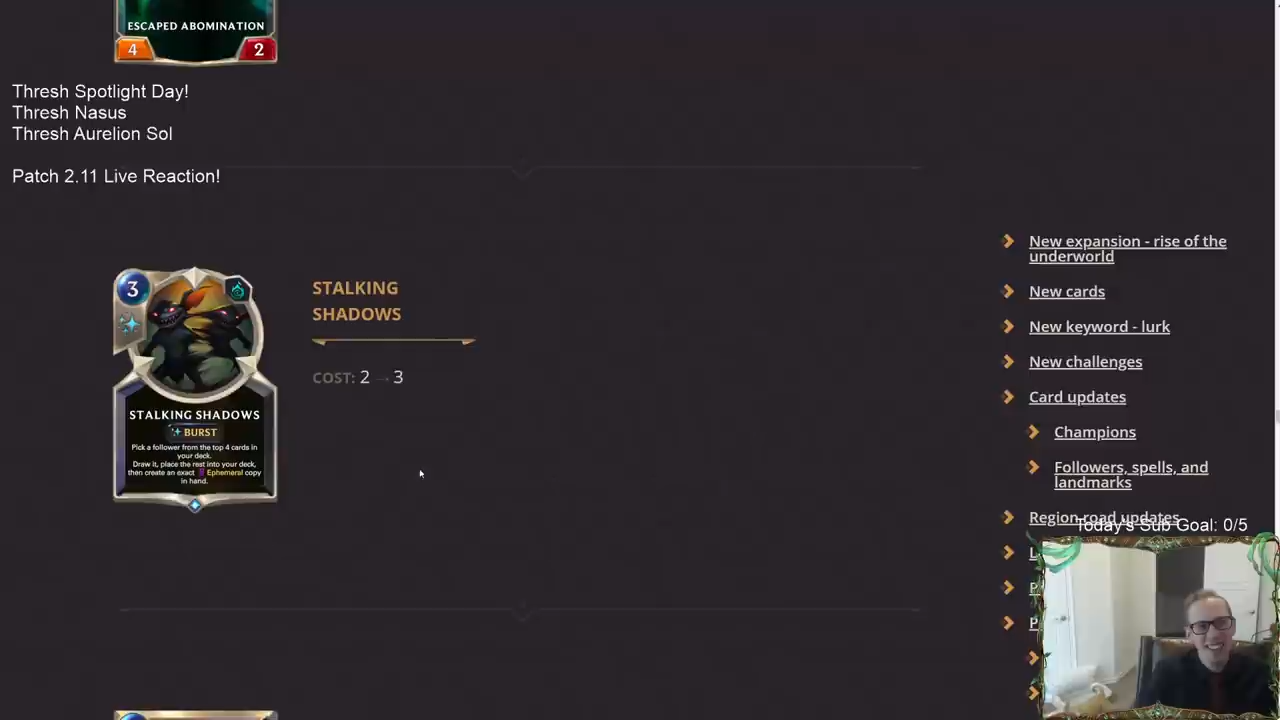 ESCAPED ABOMINATION
4
2
Thresh Spotlight Day!
Thresh Nasus
Thresh Aurelion Sol
Patch 2.11 Live Reaction!
3
STALKING SHADOWS
BURST
Pick a follower from the top 4 cards in
your deck.
Draw it, place the rest into your deck,
then create an exact Ephemeral copy
in hand.
STALKING
SHADOWS
COST: 2 → 3
New expansion - rise of the
underworld
New cards
New keyword - lurk
New challenges
Card updates
Champions
Followers, spells, and
landmarks
Region road updates
Today's Sub Goal: 0/5